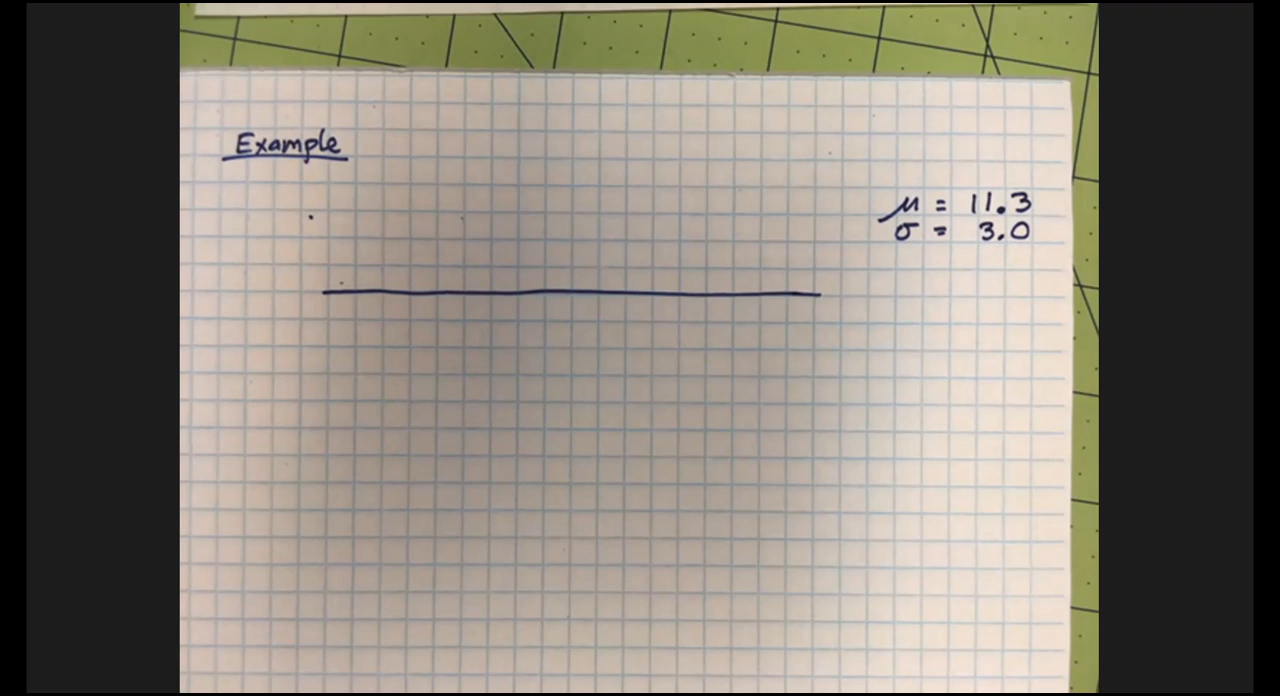 Example
μ = 11.3
σ = 3.0